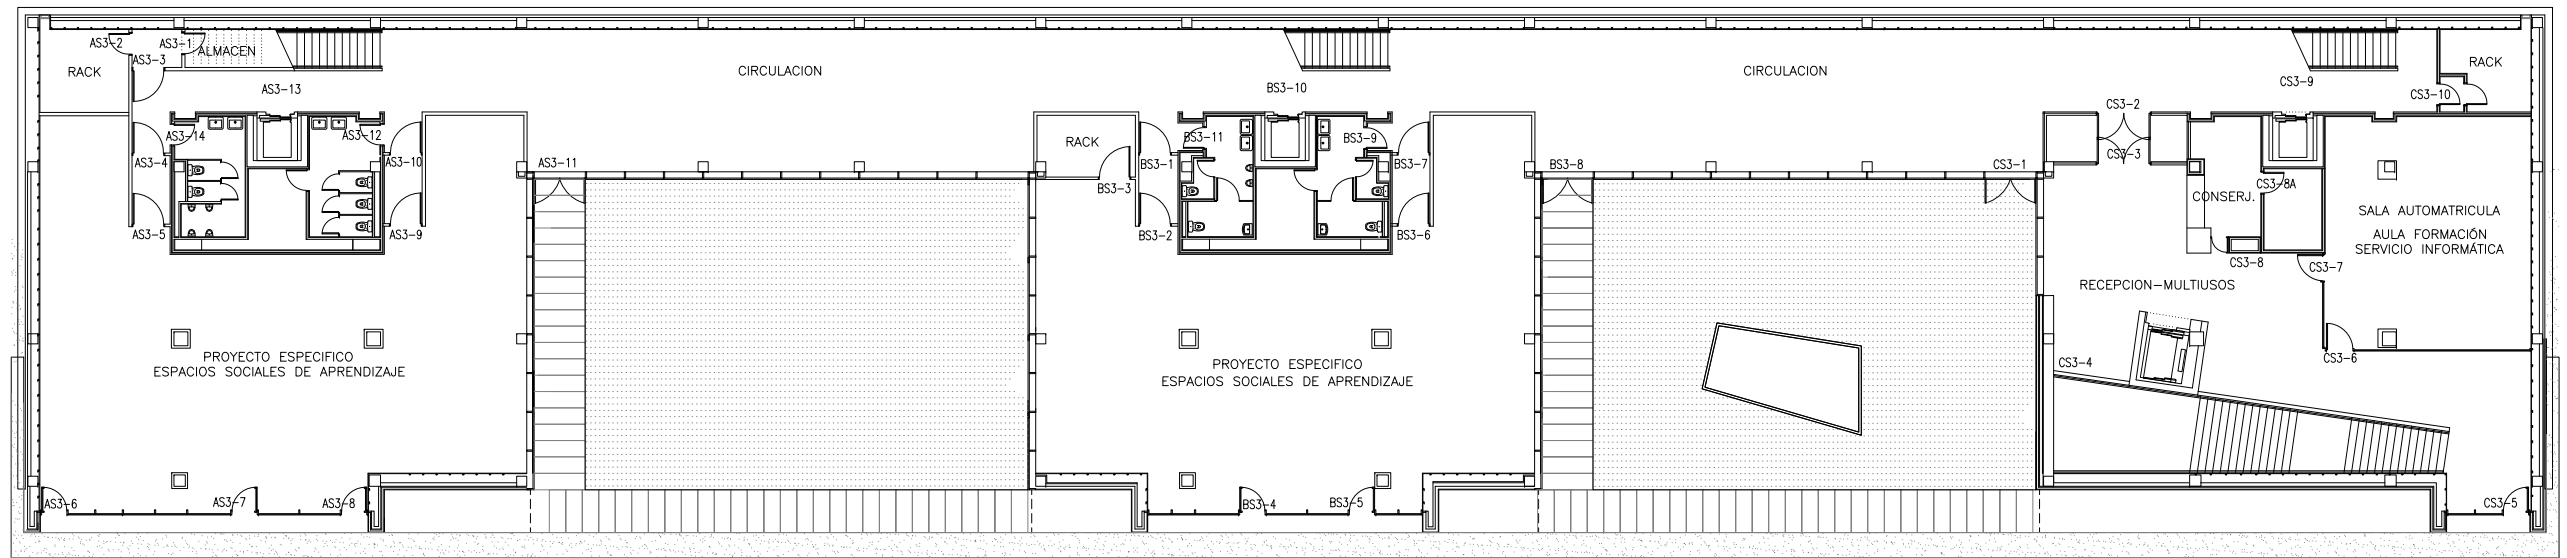 AS3-2
AS3-1
ALMACEN
AS3-3
RACK
AS3-13
CIRCULACION
BS3-10
CIRCULACION
CS3-9
RACK
CS3-10
AS3-14
AS3-12
AS3-4
AS3-10
AS3-11
AS3-5
AS3-9
RACK
BS3-11
BS3-9
BS3-1
BS3-7
BS3-3
BS3-8
BS3-2
BS3-6
CS3-1
CS3-2
CS3-3
CS3-8A
CONSERJ.
CS3-8
CS3-7
SALA AUTOMATRICULA
AULA FORMACIÓN
SERVICIO INFORMÁTICA
RECEPCION-MULTIUSOS
CS3-6
CS3-4
PROYECTO ESPECIFICO
ESPACIOS SOCIALES DE APRENDIZAJE
PROYECTO ESPECIFICO
ESPACIOS SOCIALES DE APRENDIZAJE
AS3-6
AS3-7
AS3-8
BS3-4
BS3-5
CS3-5